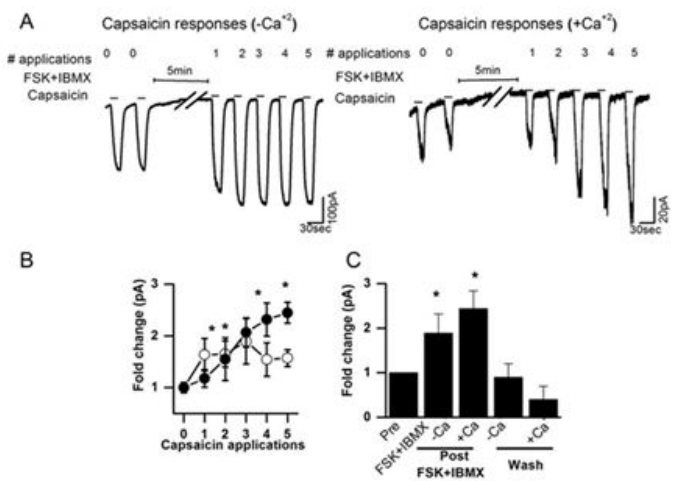 A
Capsaicin responses (-Ca+2)
# applications 0 0 1 2 3 4 5
FSK+IBMX 5min
Capsaicin
30sec
100pA
Capsaicin responses (+Ca+2)
# applications 0 0 1 2 3 4 5
FSK+IBMX 5min
Capsaicin
30sec
20pA
B
Fold change (pA)
3
2
1
* * * *
0 1 2 3 4 5
Capsaicin applications
C
Fold change (pA)
3
2
1
0
* *
Pre FSK+IBMX -Ca +Ca -Ca +Ca
Post
FSK+IBMX
Wash